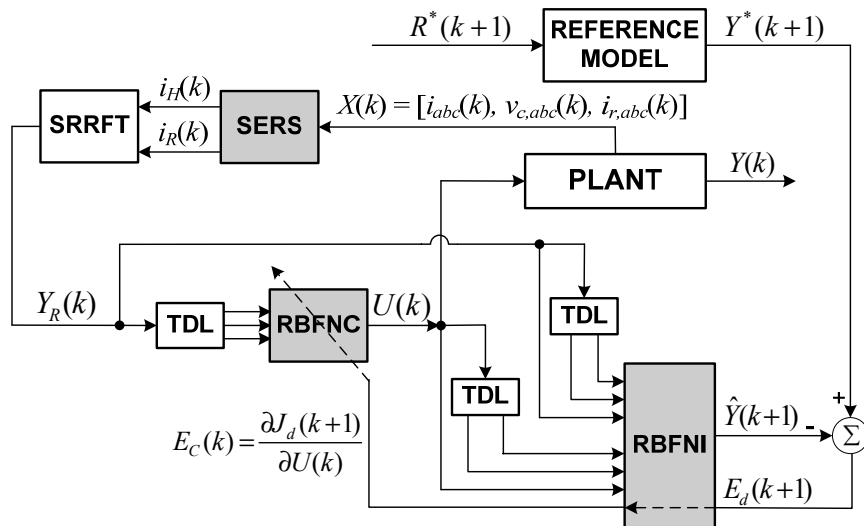 R*(k+1)
REFERENCE
MODEL
Y*(k+1)
i_H(k)
SRRFT
i_R(k)
SERS
X(k) = [i_abc(k), v_c,abc(k), i_r,abc(k)]
PLANT
Y(k)
Y_R(k)
TDL
RBFNC
U(k)
TDL
TDL
E_C(k) = ∂J_d(k+1) / ∂U(k)
RBFNI
Ŷ(k+1)
+
-
Σ
E_d(k+1)